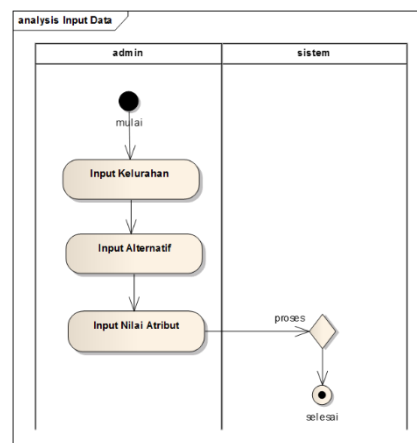 analysis Input Data
admin
sistem
mulai
Input Kelurahan
Input Alternatif
Input Nilai Atribut
proses
selesai